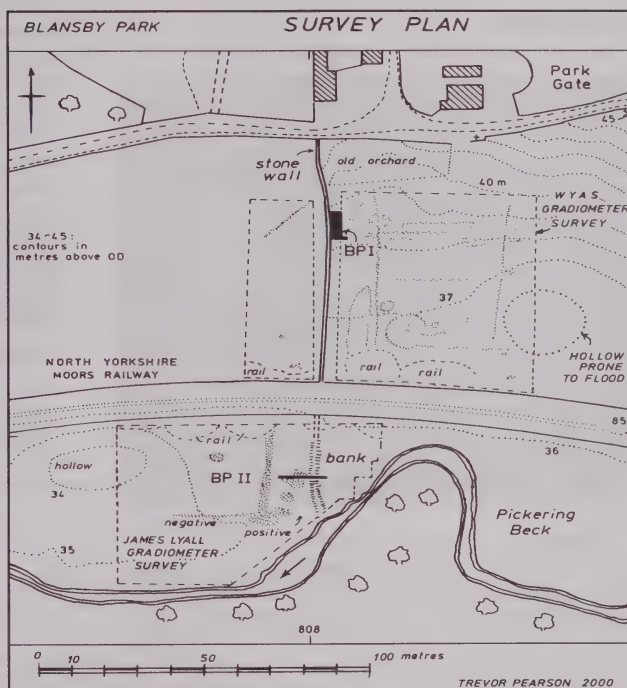 BLANSBY PARK
SURVEY PLAN
Park
Gate
45
stone
wall
old orchard
40 m
WYAS
GRADIOMETER
SURVEY
34-45:
contours in
metres above OD
BPI
37
NORTH YORKSHIRE
MOORS RAILWAY
rail
rail
rail
HOLLOW
PRONE
TO FLOOD
85
rail
bank
36
hollow
34
BP II
negative
positive
Pickering
Beck
35
JAMES LYALL
GRADIOMETER
SURVEY
808
0 10 50 100 metres
TREVOR PEARSON 2000